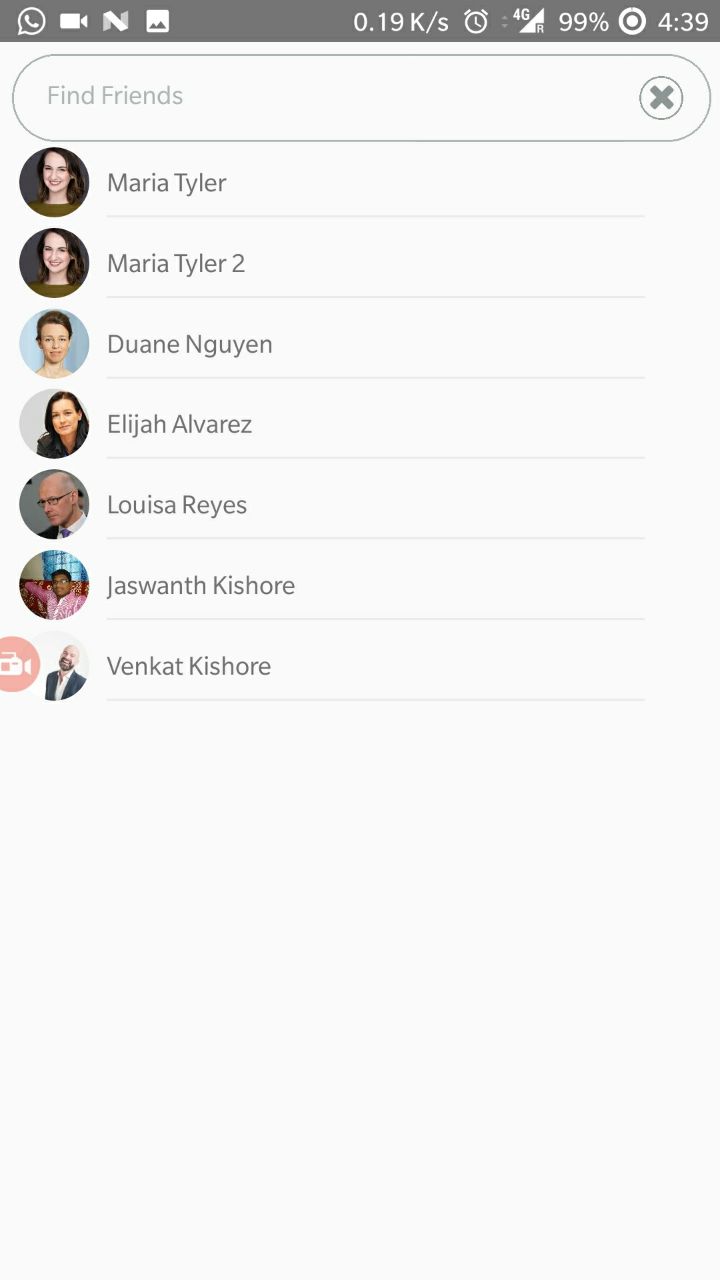 0.19 K/s 4G R 99% 4:39
Find Friends
Maria Tyler
Maria Tyler 2
Duane Nguyen
Elijah Alvarez
Louisa Reyes
Jaswanth Kishore
Venkat Kishore